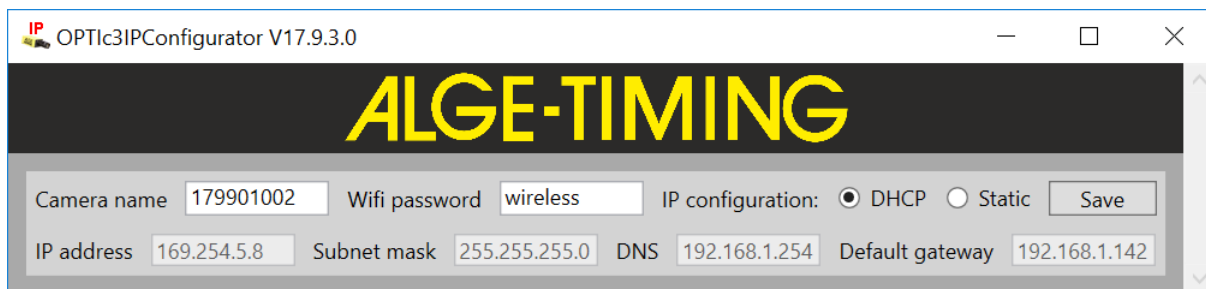 IP OPTIc3IPConfigurator V17.9.3.0
ALGE-TIMING
Camera name 179901002 Wifi password wireless IP configuration: DHCP Static Save
IP address 169.254.5.8 Subnet mask 255.255.255.0 DNS 192.168.1.254 Default gateway 192.168.1.142